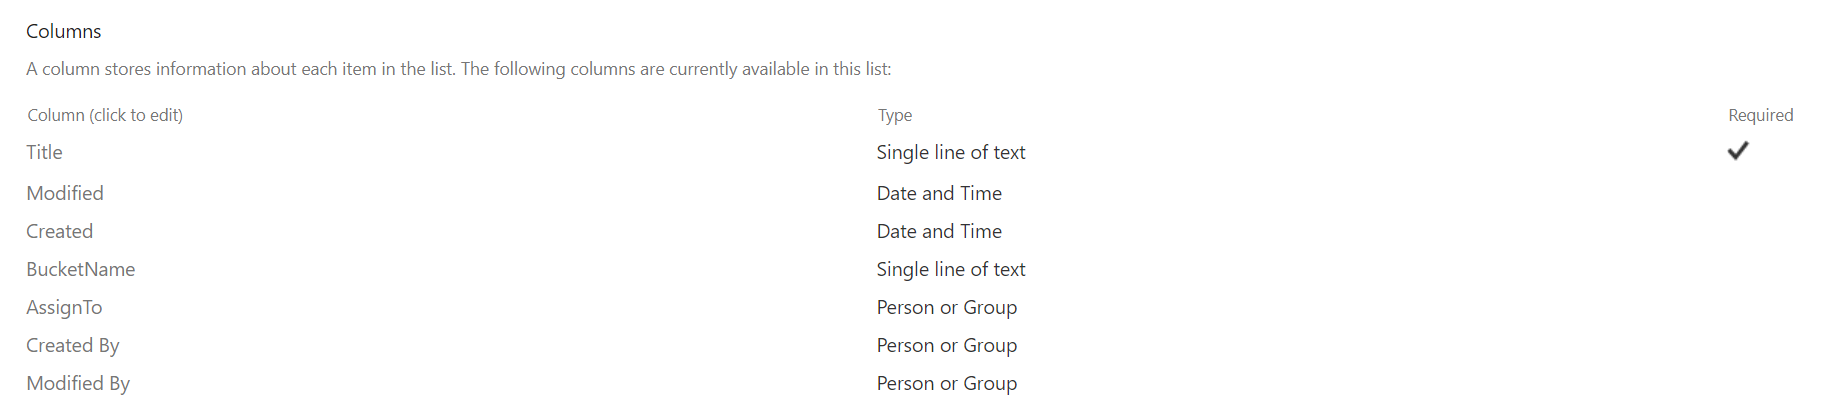 Columns
A column stores information about each item in the list. The following columns are currently available in this list:
Column (click to edit) Type Required
Title Single line of text
Modified Date and Time
Created Date and Time
BucketName Single line of text
AssignTo Person or Group
Created By Person or Group
Modified By Person or Group